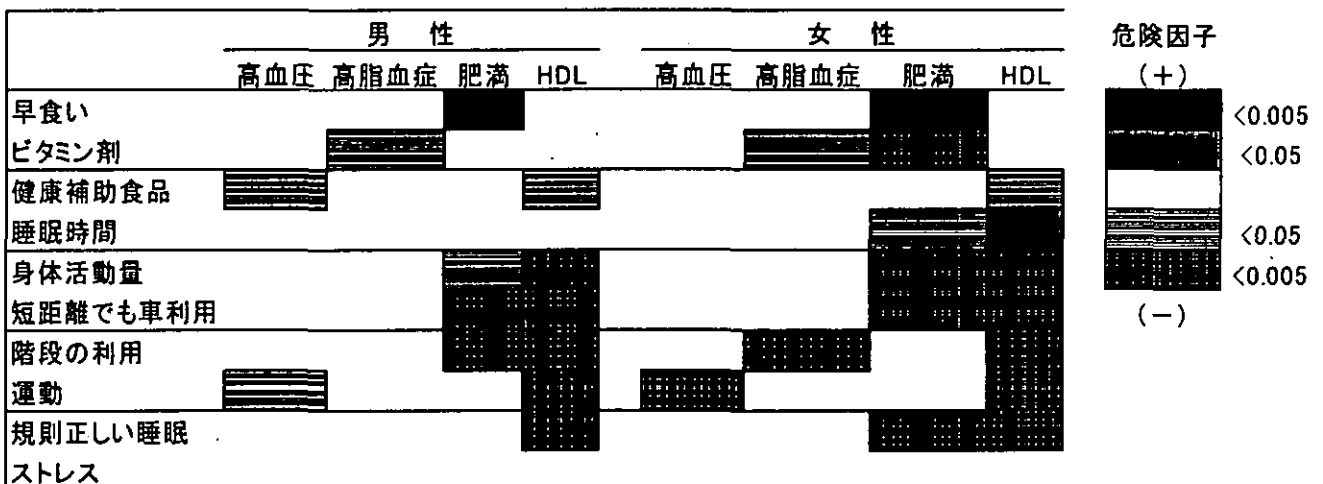 男 性 女 性 危険因子
高血圧 高脂血症 肥満 HDL 高血圧 高脂血症 肥満 HDL (+)
早食い <0.005
ビタミン剤 <0.05
健康補助食品
睡眠時間 <0.05
身体活動量 <0.005
短距離でも車利用 (-)
階段の利用
運動
規則正しい睡眠
ストレス